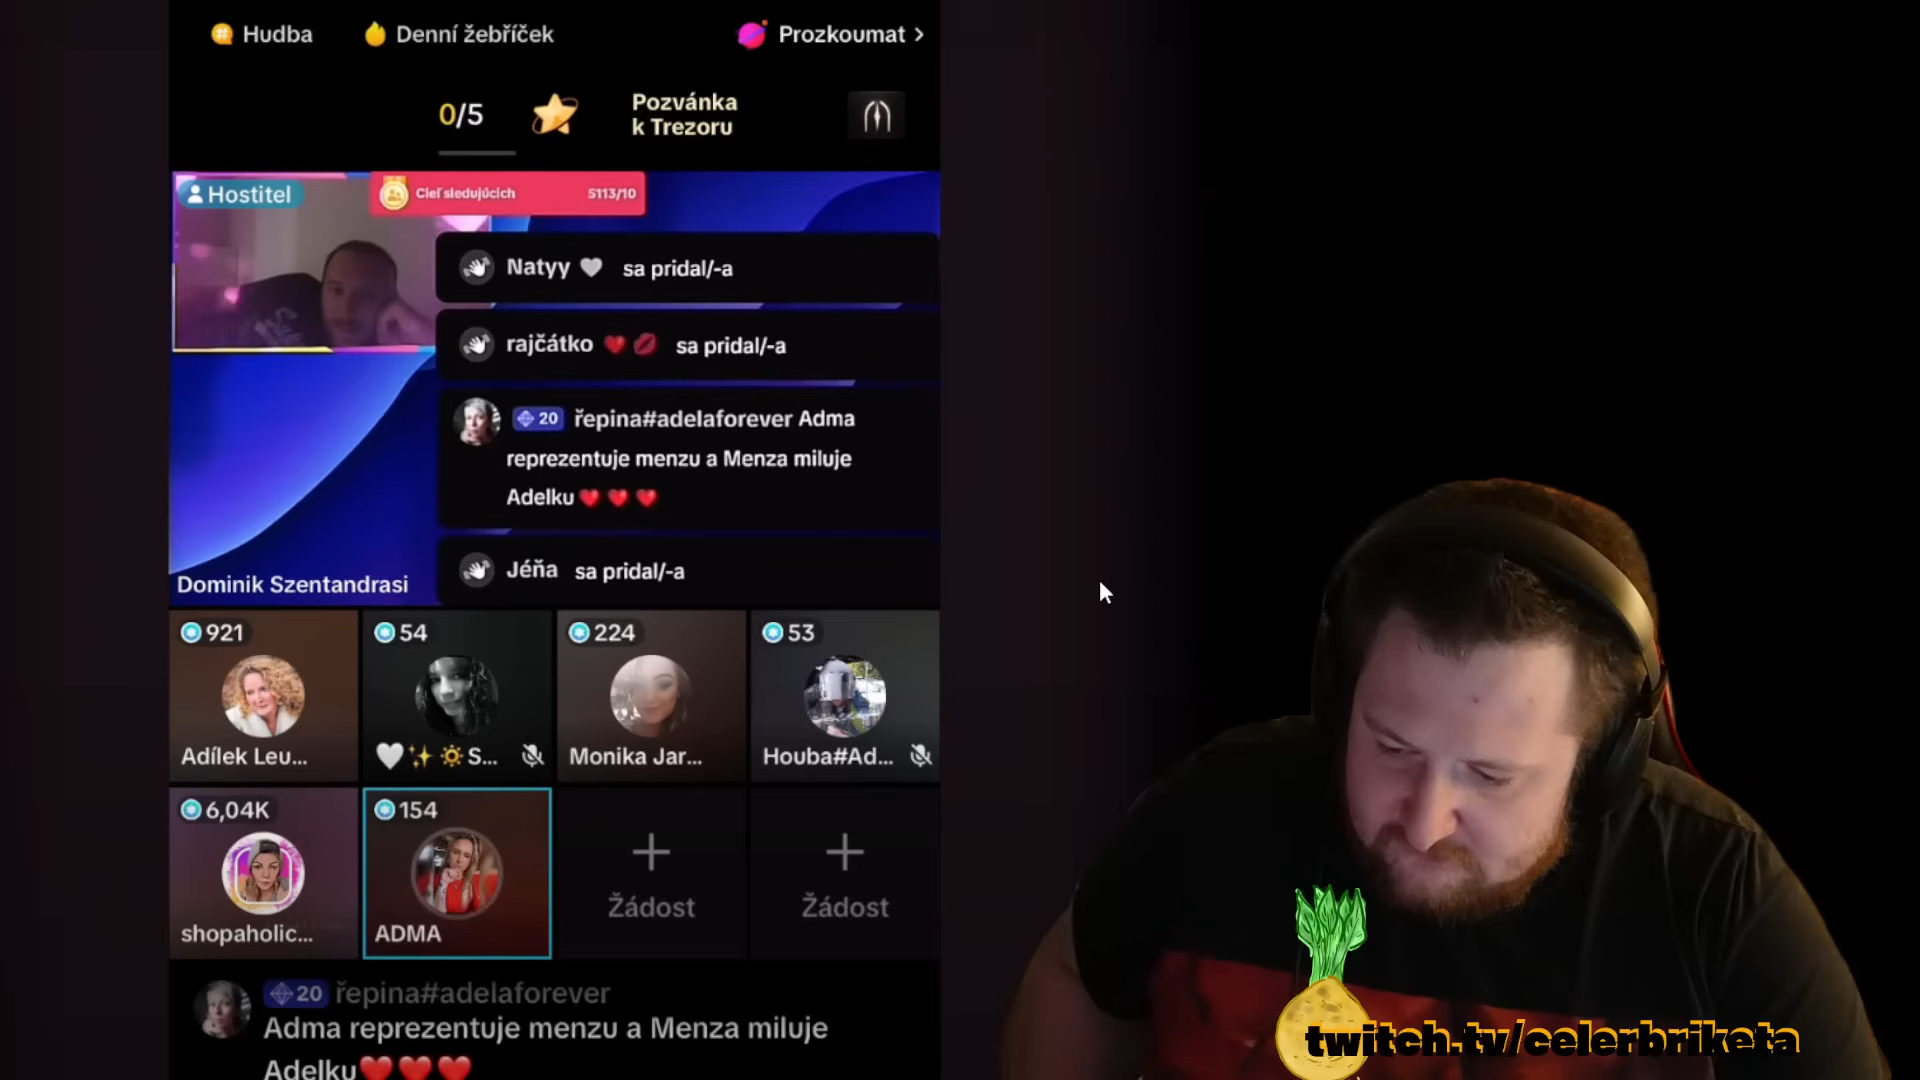 Hudba
Denní žebříček
Prozkoumat
0/5
Pozvánka
k Trezoru
Hostitel
Cieľ sledujúcich
5113/10
Natyy 🤍 sa pridal/-a
rajčátko ❤️ 💋 sa pridal/-a
20 řepina#adelaforever Adma
reprezentuje menzu a Menza miluje
Adelku❤️ ❤️ ❤️
Jéňa sa pridal/-a
Dominik Szentandrasi
921
54
224
53
Adílek Leu...
🤍✨🔅S...
Monika Jar...
Houba#Ad...
6,04K
154
shopaholic...
ADMA
Žádost
Žádost
20 řepina#adelaforever
Adma reprezentuje menzu a Menza miluje
Adelku❤️❤️❤️
twitch.tv/celerbriketa